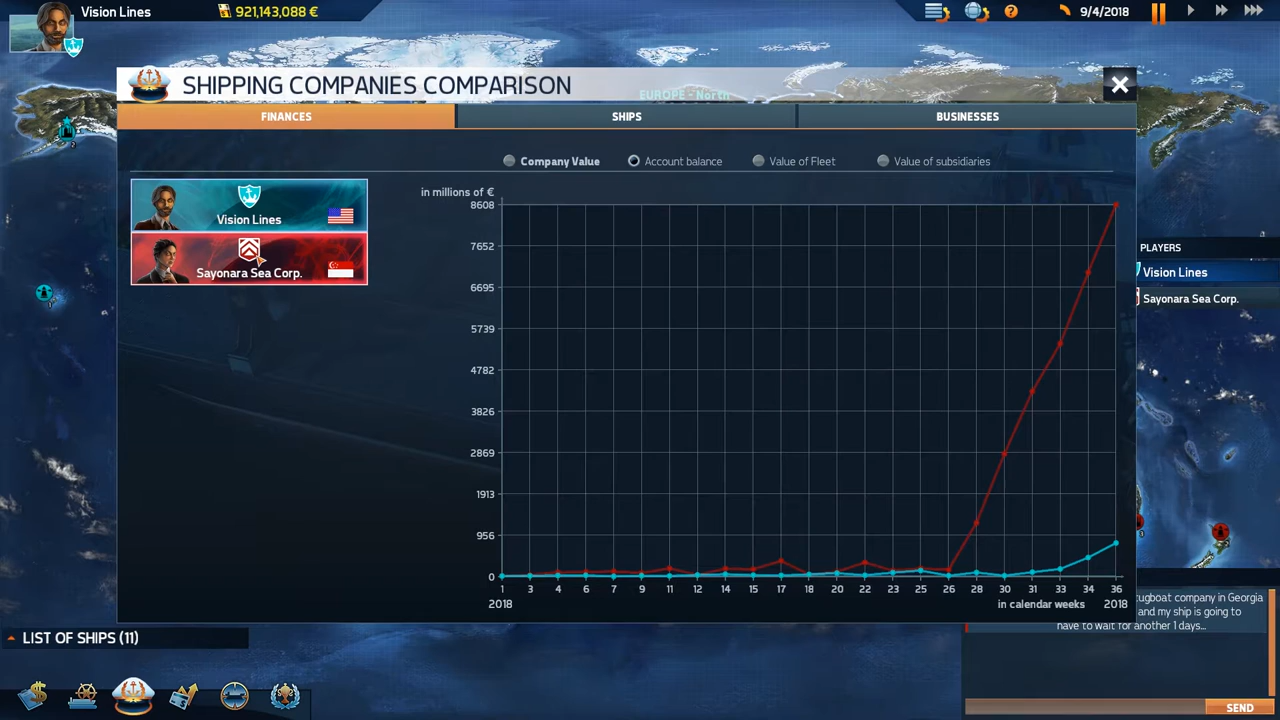 Vision Lines
921,143,088 €
9/4/2018
SHIPPING COMPANIES COMPARISON
EUROPE - North
FINANCES
SHIPS
BUSINESSES
Company Value
Account balance
Value of Fleet
Value of subsidiaries
Vision Lines
Sayonara Sea Corp.
in millions of €
8608
7652
6695
5739
4782
3826
2869
1913
956
0
1 3 4 6 7 9 11 12 14 15 17 18 20 22 23 25 26 28 30 31 33 34 36
2018
in calendar weeks
2018
PLAYERS
Vision Lines
Sayonara Sea Corp.
tugboat company in Georgia
and my ship is going to
have to wait for another 1 days...
LIST OF SHIPS (11)
SEND